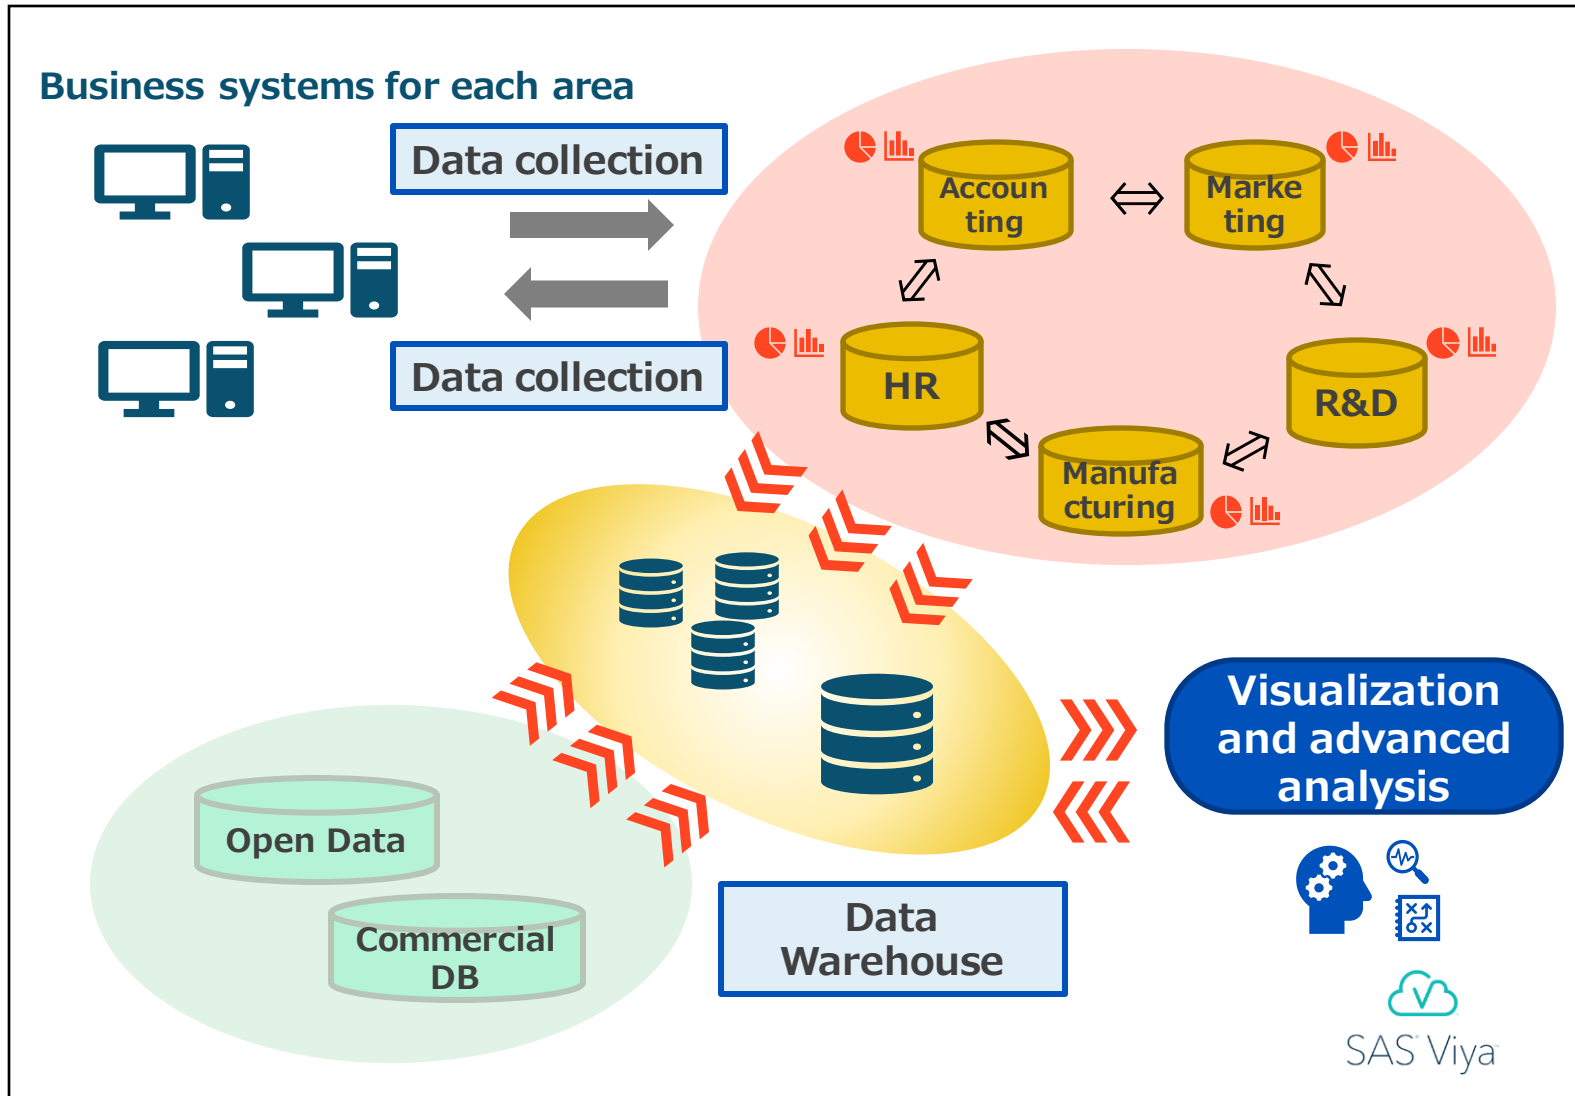 Business systems for each area
Data collection
Data collection
Accoun
ting
Marke
ting
HR
R&D
Manufa
cturing
Visualization
and advanced
analysis
Open Data
Commercial
DB
Data
Warehouse
SAS® Viya™